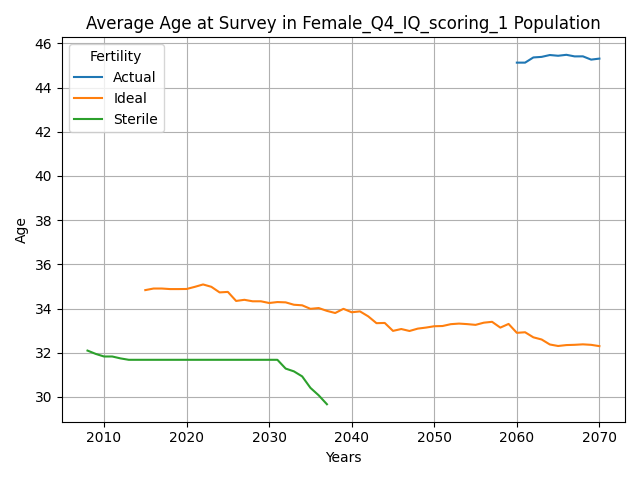 Average Age at Survey in Female_Q4_IQ_scoring_1 Population
Fertility
Actual
Ideal
Sterile
Age
46
44
42
40
38
36
34
32
30
2010 2020 2030 2040 2050 2060 2070
Years